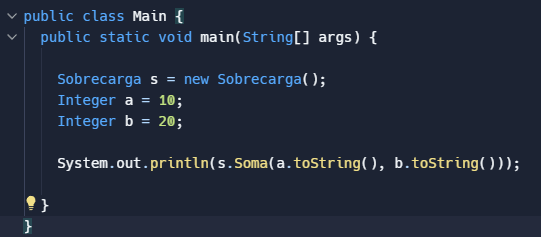 public class Main {
public static void main(String[] args) {
Sobrecarga s = new Sobrecarga();
Integer a = 10;
Integer b = 20;
System.out.println(s.Soma(a.toString(), b.toString()));
}
}